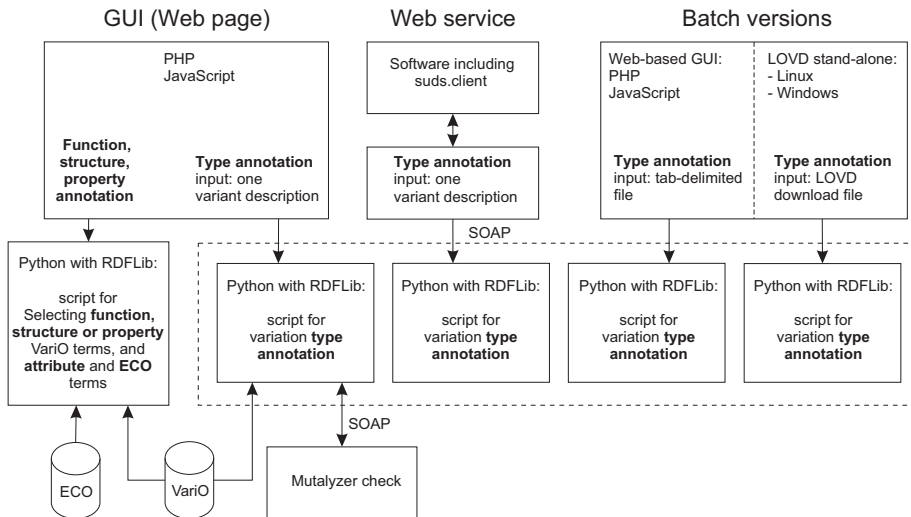 GUI (Web page)
Web service
Batch versions
PHP
JavaScript
Function,
structure,
property
annotation
Type annotation
input: one
variant description
Software including
suds.client
Type annotation
input: one
variant description
Web-based GUI:
PHP
JavaScript
LOVD stand-alone:
- Linux
- Windows
Type annotation
input: tab-delimited
file
Type annotation
input: LOVD
download file
SOAP
Python with RDFLib:
script for
Selecting function,
structure or property
VariO terms, and
attribute and ECO
terms
Python with RDFLib:
script for
variation type
annotation
Python with RDFLib:
script for
variation type
annotation
Python with RDFLib:
script for
variation type
annotation
Python with RDFLib:
script for
variation type
annotation
SOAP
ECO
VariO
Mutalyzer check